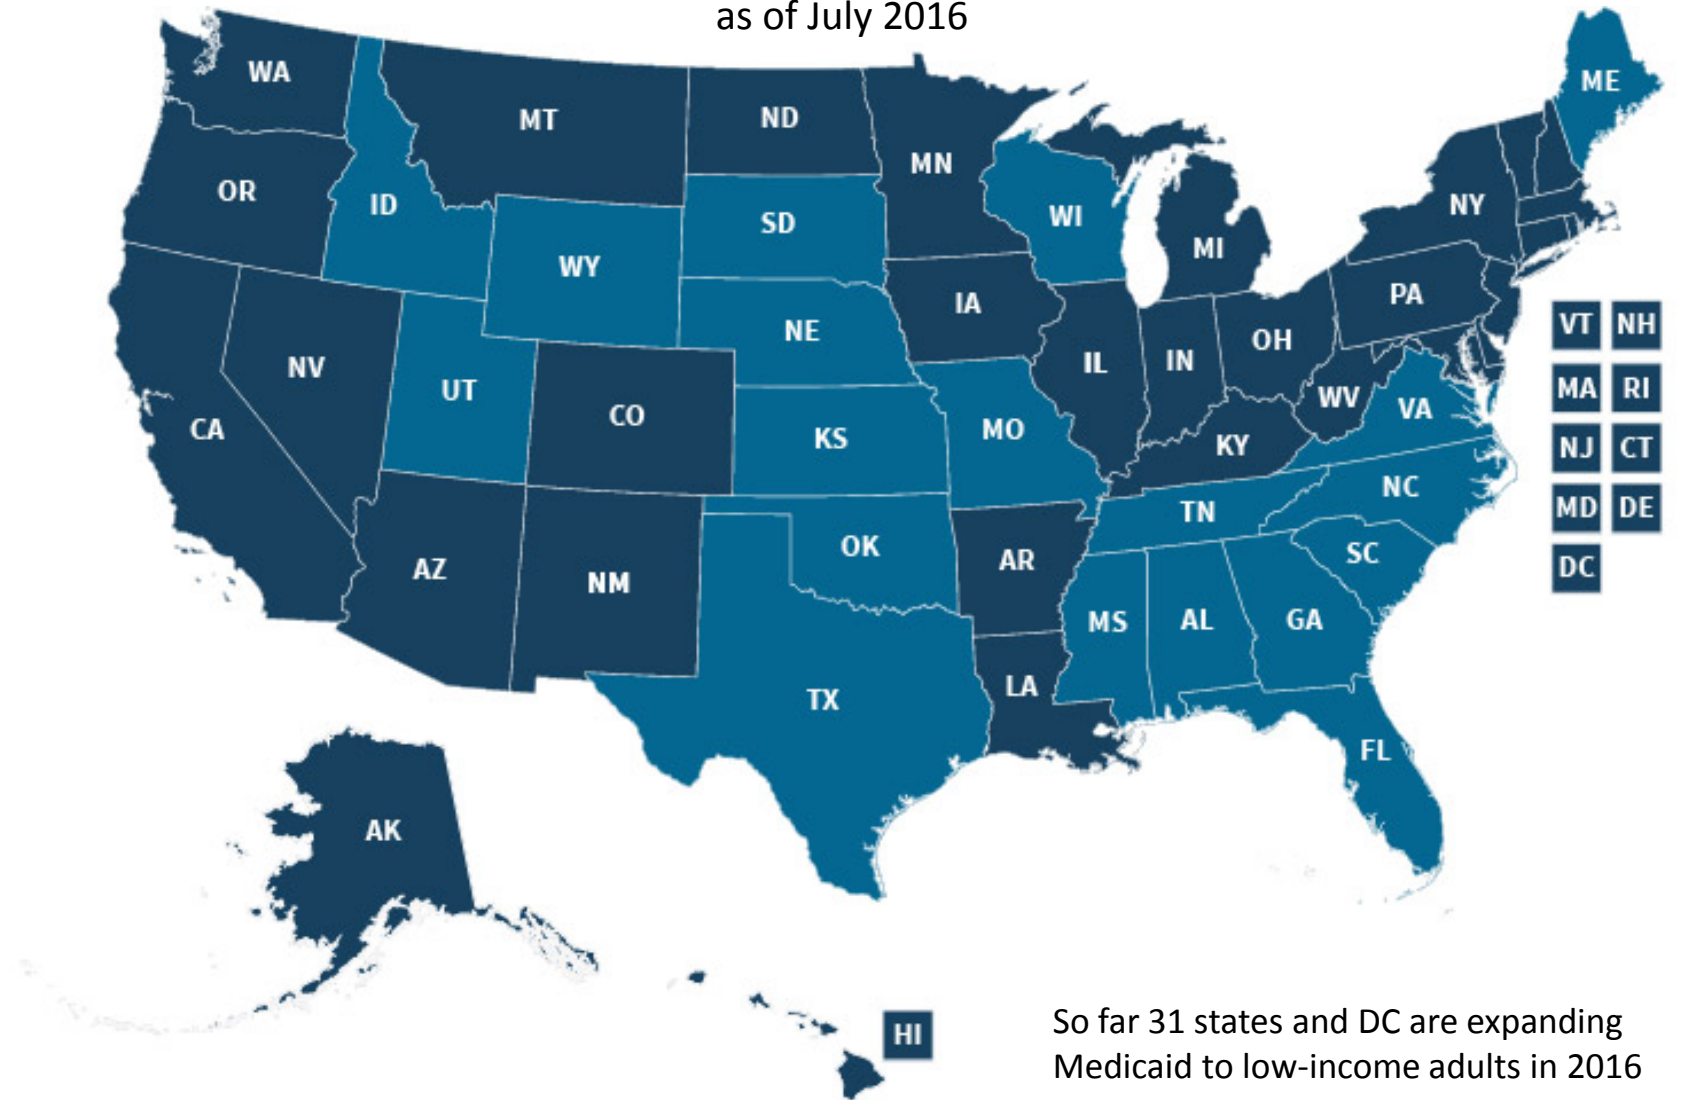 as of July 2016
WA
MT
ND
MN
ME
OR
ID
SD
WI
NY
WY
MI
IA
PA
NE
VT NH
NV
UT
CO
IL
IN
OH
MA RI
CA
KS
MO
WV
VA
KY
NJ CT
NC
TN
MD DE
AZ
NM
OK
AR
SC
DC
MS
AL
GA
LA
TX
FL
AK
HI
So far 31 states and DC are expanding
Medicaid to low-income adults in 2016